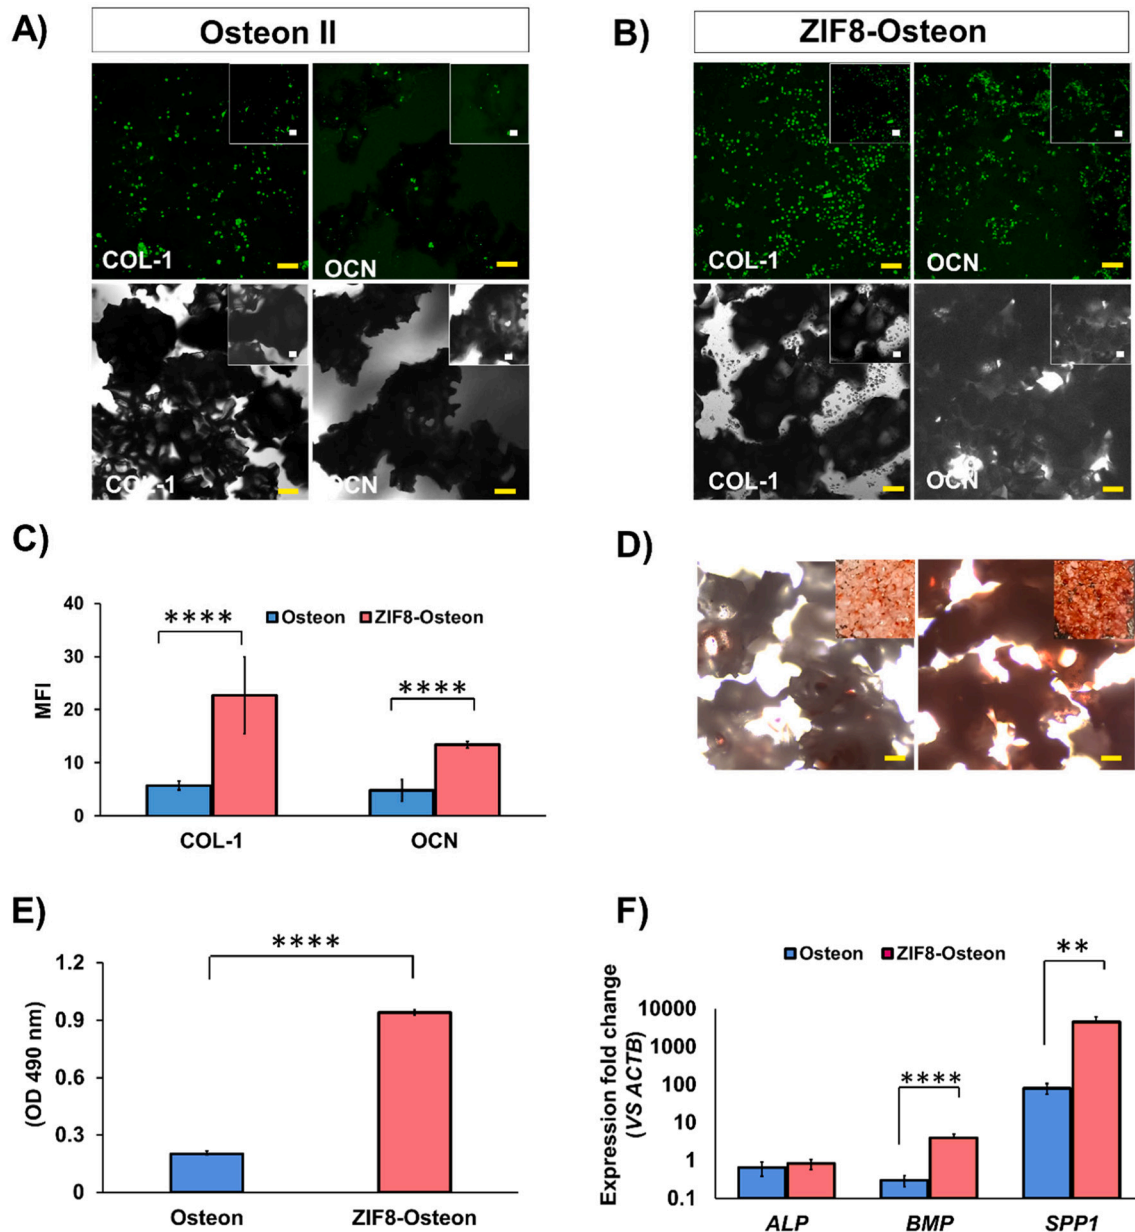 A)
Osteon II
COL-1
OCN
COL-1
OCN
B)
ZIF8-Osteon
COL-1
OCN
COL-1
OCN
C)
MFI
40
30
20
10
0
Osteon
ZIF8-Osteon
****
****
COL-1
OCN
D)
E)
(OD 490 nm)
1.2
0.9
0.6
0.3
0
****
Osteon
ZIF8-Osteon
F)
Osteon
ZIF8-Osteon
Expression fold change
(VS ACTB)
10000
1000
100
10
1
0.1
****
**
ALP
BMP
SPP1